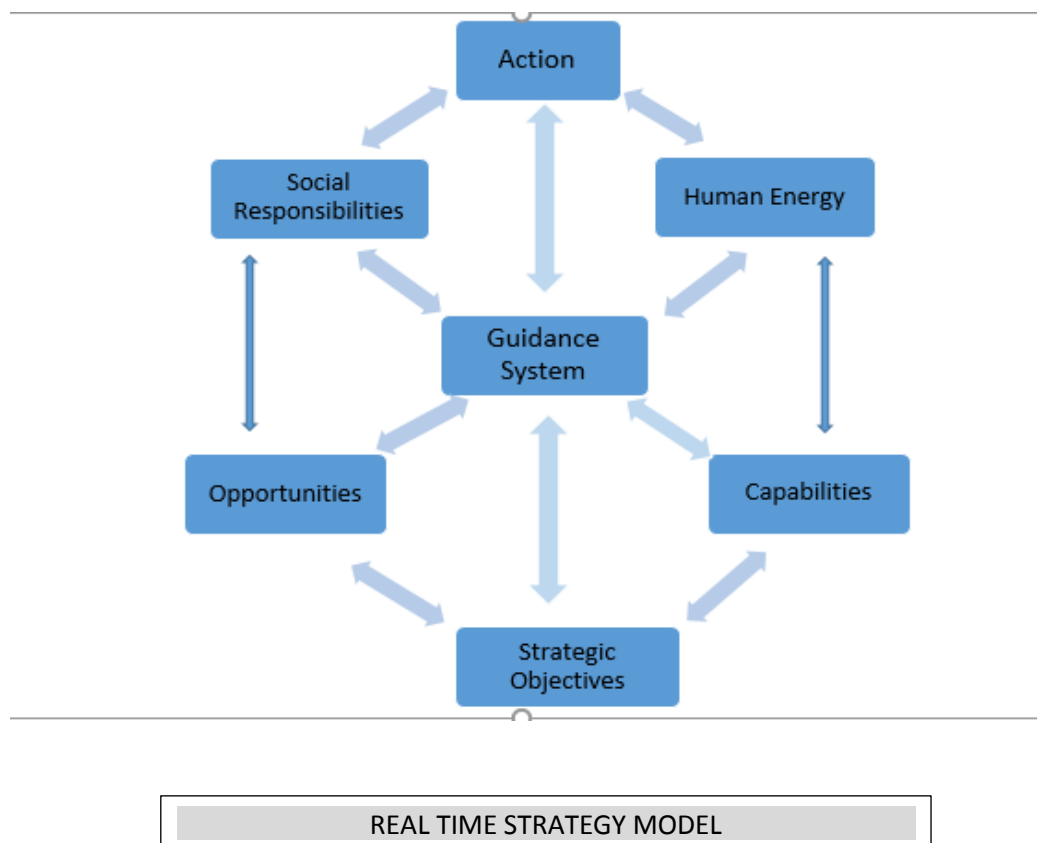 Action
Social
Responsibilities
Human Energy
Guidance
System
Opportunities
Capabilities
Strategic
Objectives
REAL TIME STRATEGY MODEL